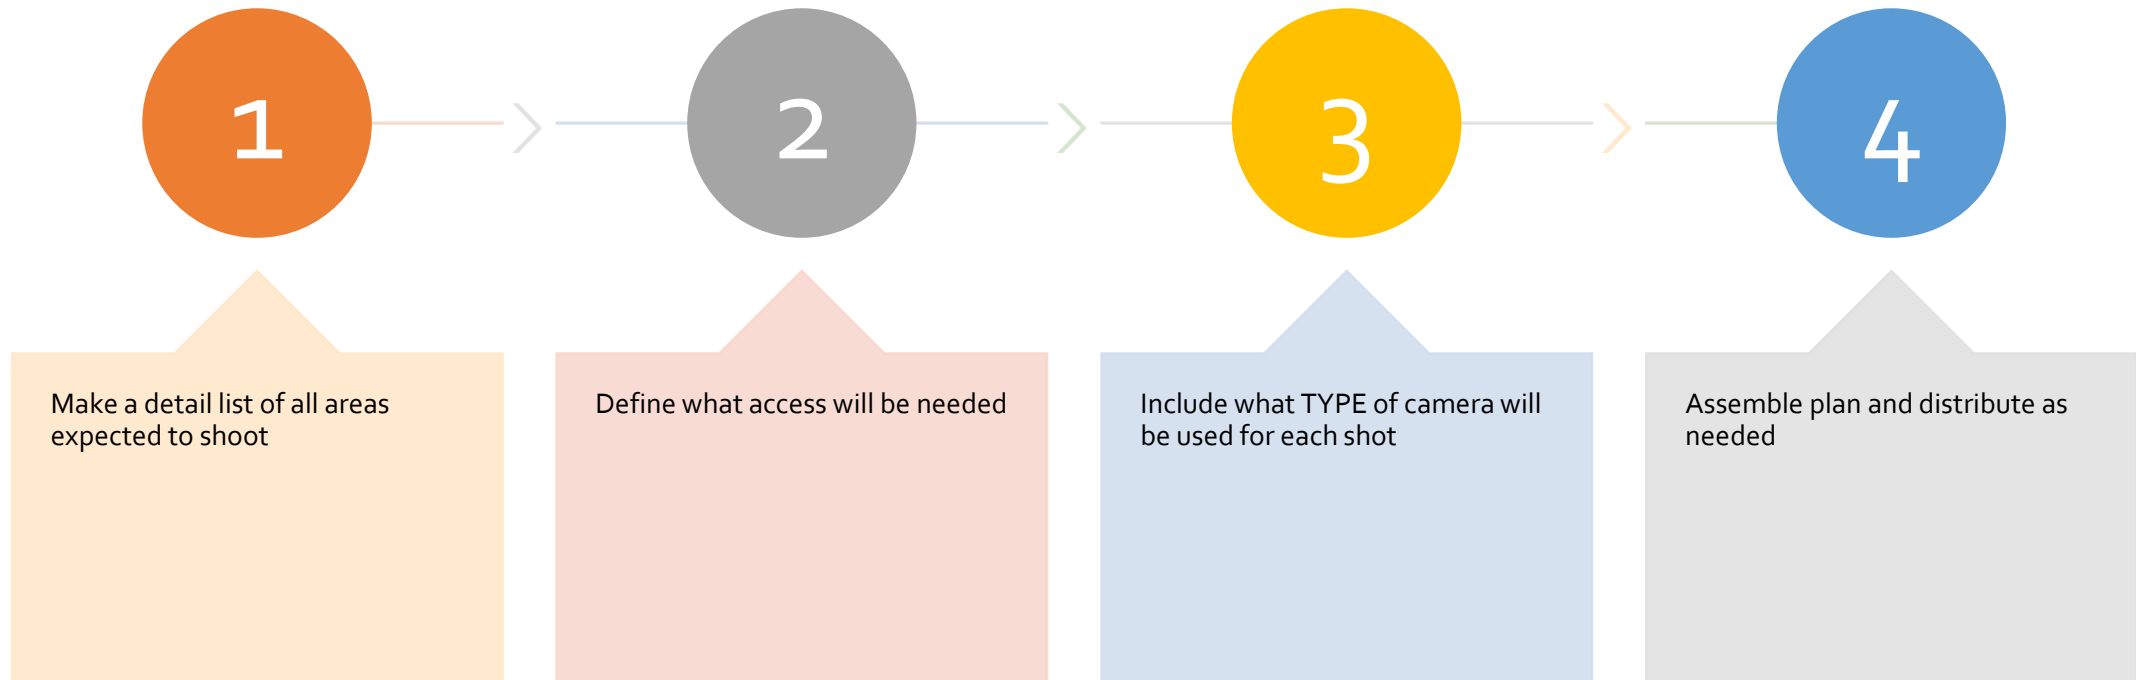 1
2
3
4
Make a detail list of all areas
expected to shoot
Define what access will be needed
Include what TYPE of camera will
be used for each shot
Assemble plan and distribute as
needed